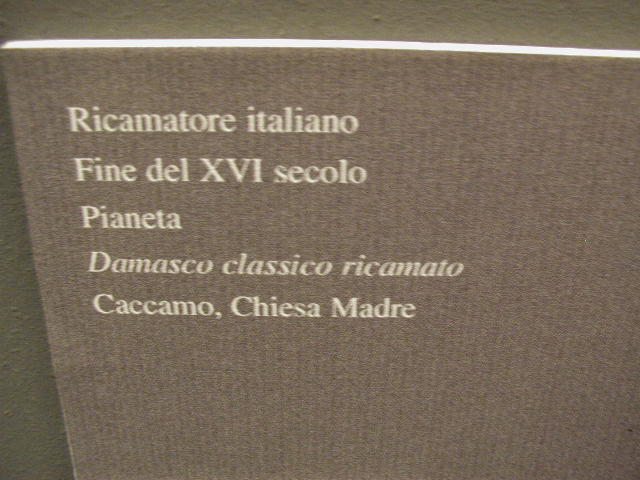 Ricamatore italiano
Fine del XVI secolo
Pianeta
Damasco classico ricamato
Caccamo, Chiesa Madre